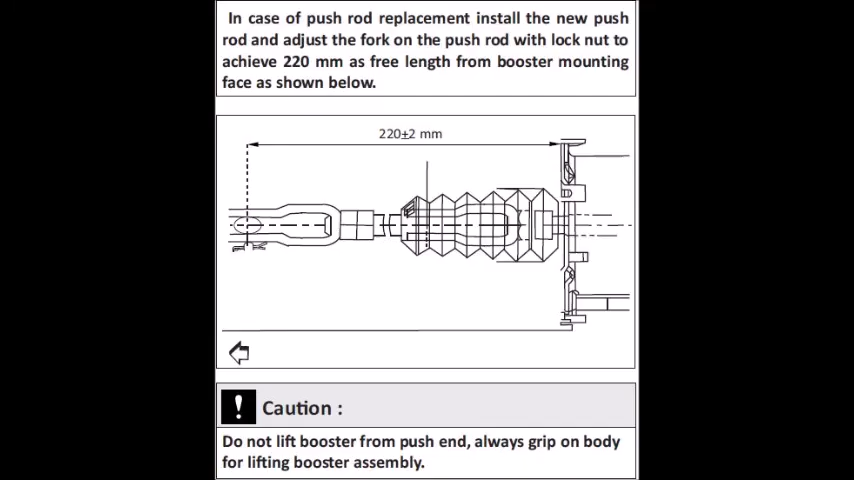 In case of push rod replacement install the new push
rod and adjust the fork on the push rod with lock nut to
achieve 220 mm as free length from booster mounting
face as shown below.
220±2 mm
!
Caution :
Do not lift booster from push end, always grip on body
for lifting booster assembly.